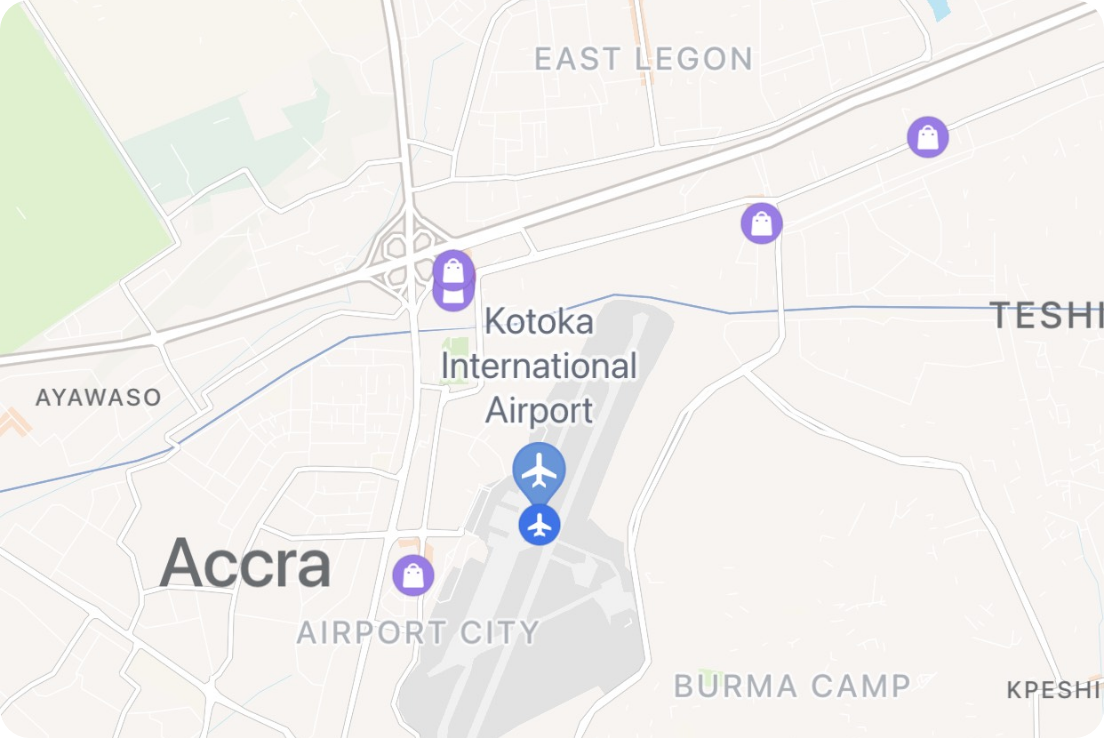 EAST LEGON
Kotoka
International
Airport
TESHI
AYAWASO
Accra
AIRPORT CITY
BURMA CAMP
KPESHI